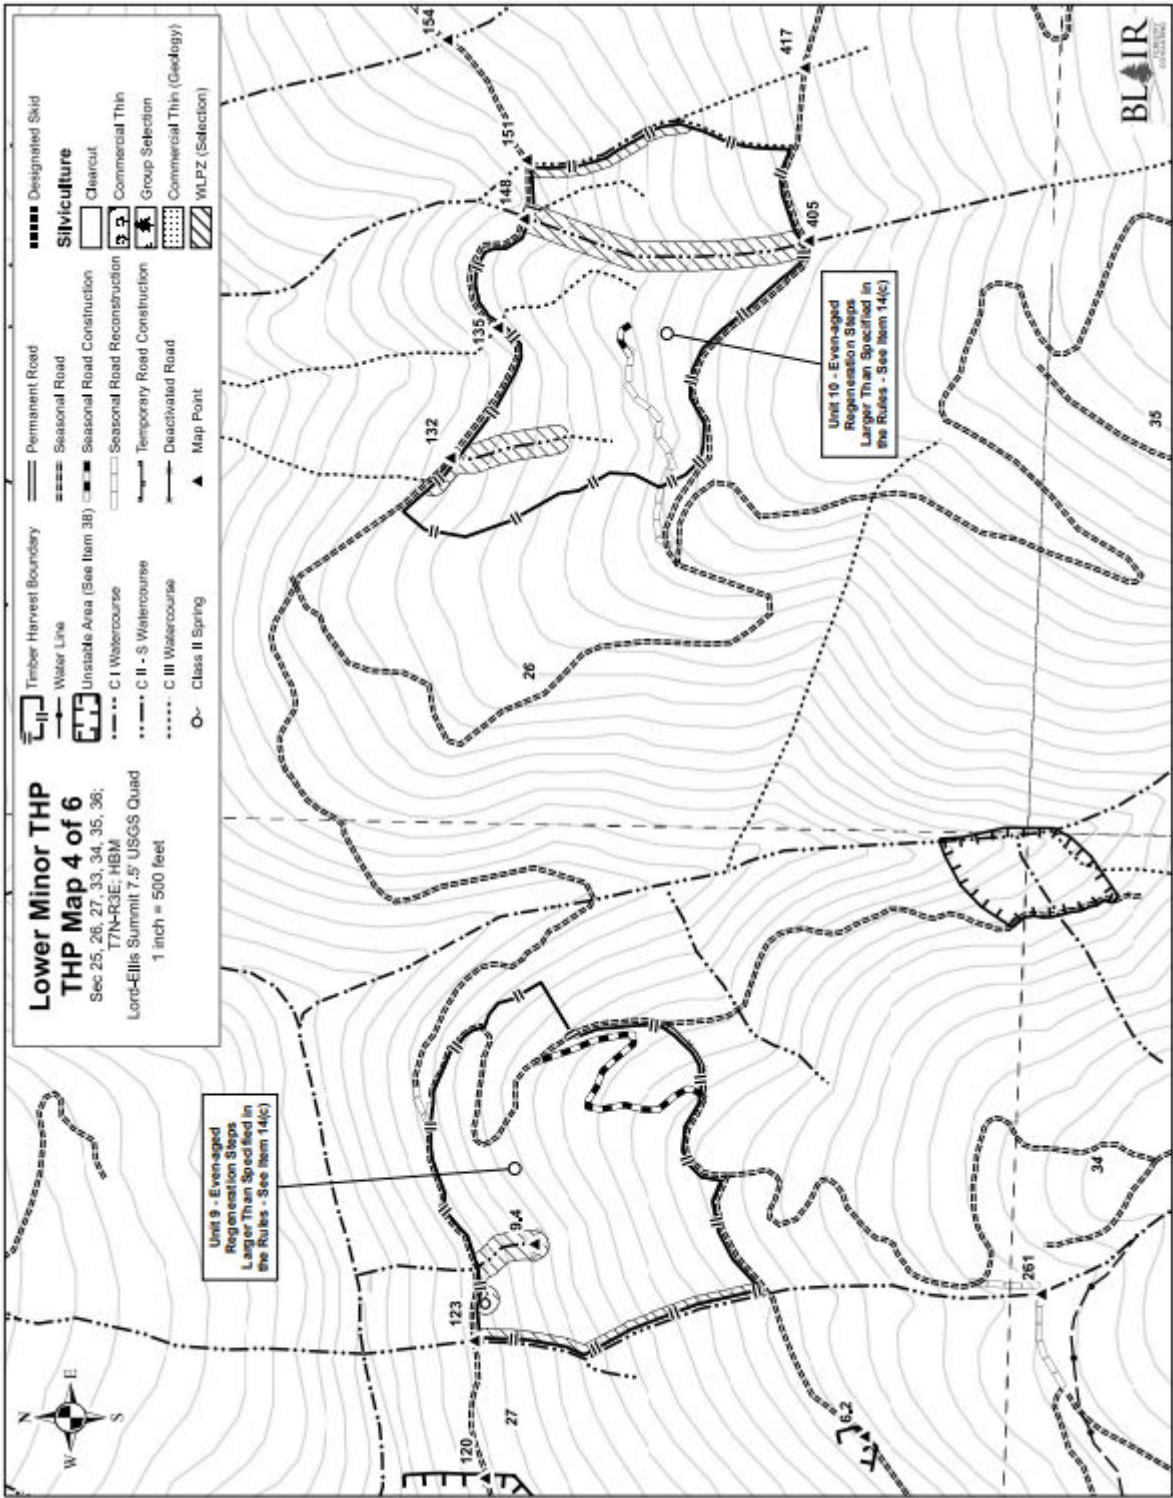 Lower Minor THP
THP Map 4 of 6
Sec 25, 26, 27, 33, 34, 35, 36;
T7N-R3E; HBM
Lord-Ellis Summit 7.5' USGS Quad
1 inch = 500 feet
Timber Harvest Boundary
Water Line
Unstable Area (See Item 38)
C I Watercourse
C II - S Watercourse
C III Watercourse
Class II Spring
Permanent Road
Seasonal Road
Seasonal Road Construction
Seasonal Road Reconstruction
Temporary Road Construction
Deactivated Road
Map Point
Designated Skid
Silviculture
Clearcut
Commercial Thin
Group Selection
Commercial Thin (Geology)
WLPZ (Selection)
N
W
E
S
Unit 9 - Even-aged
Regeneration Steps
Larger Than Specified in
the Rules - See Item 14(c)
Unit 10 - Even-aged
Regeneration Steps
Larger Than Specified in
the Rules - See Item 14(c)
120
123
9.4
27
6.2
261
34
26
132
135
148
151
154
405
417
35
BLAIR
FOREST
CONSULTING